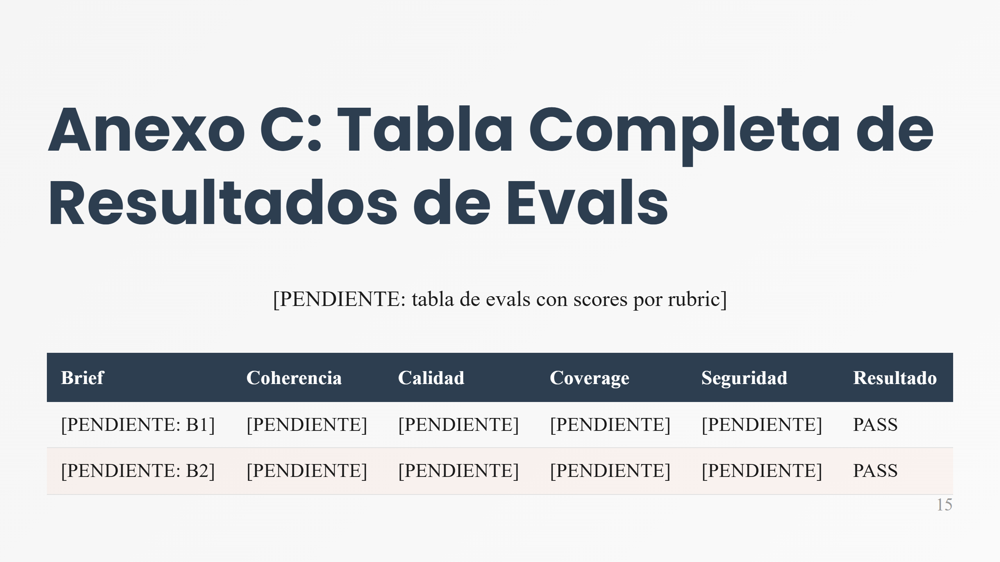 Anexo C: Tabla Completa de
Resultados de Evals
[PENDIENTE: tabla de evals con scores por rubric]
Brief Coherencia Calidad Coverage Seguridad Resultado
[PENDIENTE: B1] [PENDIENTE] [PENDIENTE] [PENDIENTE] [PENDIENTE] PASS
[PENDIENTE: B2] [PENDIENTE] [PENDIENTE] [PENDIENTE] [PENDIENTE] PASS
15